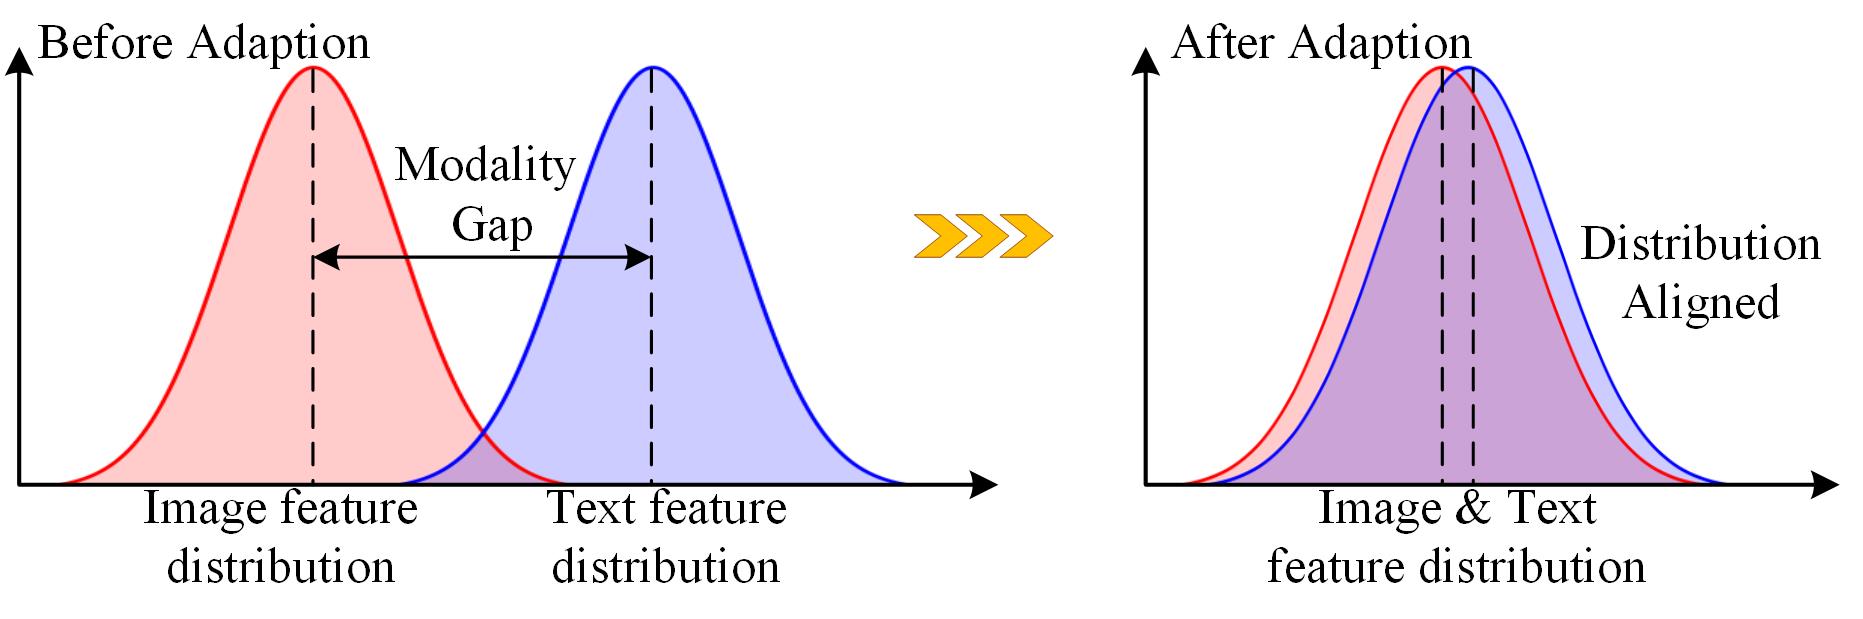 Before Adaption
Modality
Gap
Image feature
distribution
Text feature
distribution
After Adaption
Distribution
Aligned
Image & Text
feature distribution